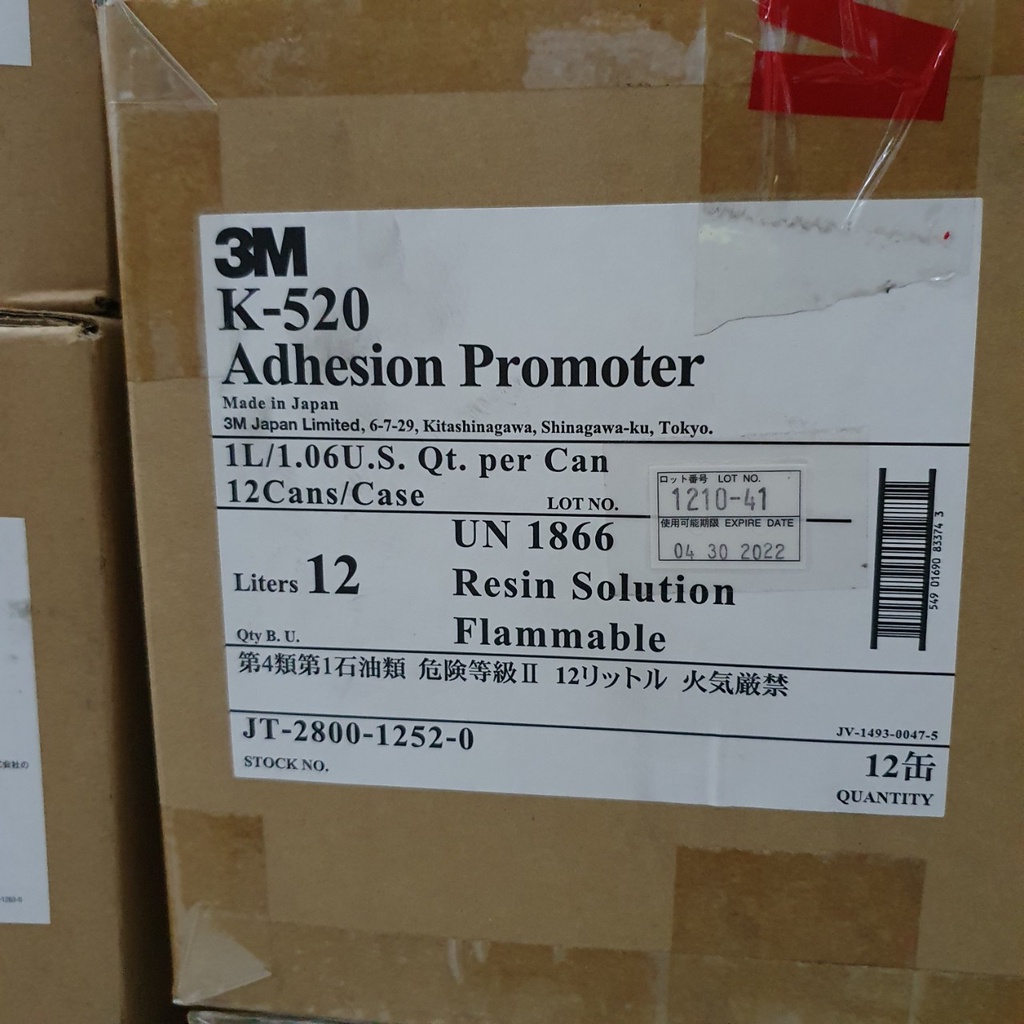 3M
K-520
Adhesion Promoter
Made in Japan
3M Japan Limited, 6-7-29, Kitashinagawa, Shinagawa-ku, Tokyo.
1L/1.06U.S. Qt. per Can
12Cans/Case
LOT NO.
ロット番号 LOT NO.
1210-41
使用可能期限 EXPIRE DATE
04 30 2022
UN 1866
Liters 12
Resin Solution
Qty B. U.
Flammable
549 01690 83374 3
第4類第1石油類 危険等級Ⅱ 12リットル 火気厳禁
JT-2800-1252-0
STOCK NO.
JV-1493-0047-5
12缶
QUANTITY
会社の